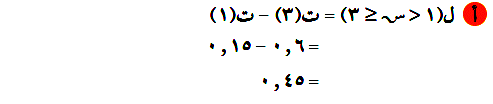 أ ل(١ < س ≤ ٣) = ت(٣) – ت(١)
= ٠,٦ – ٠,١٥
= ٠,٤٥